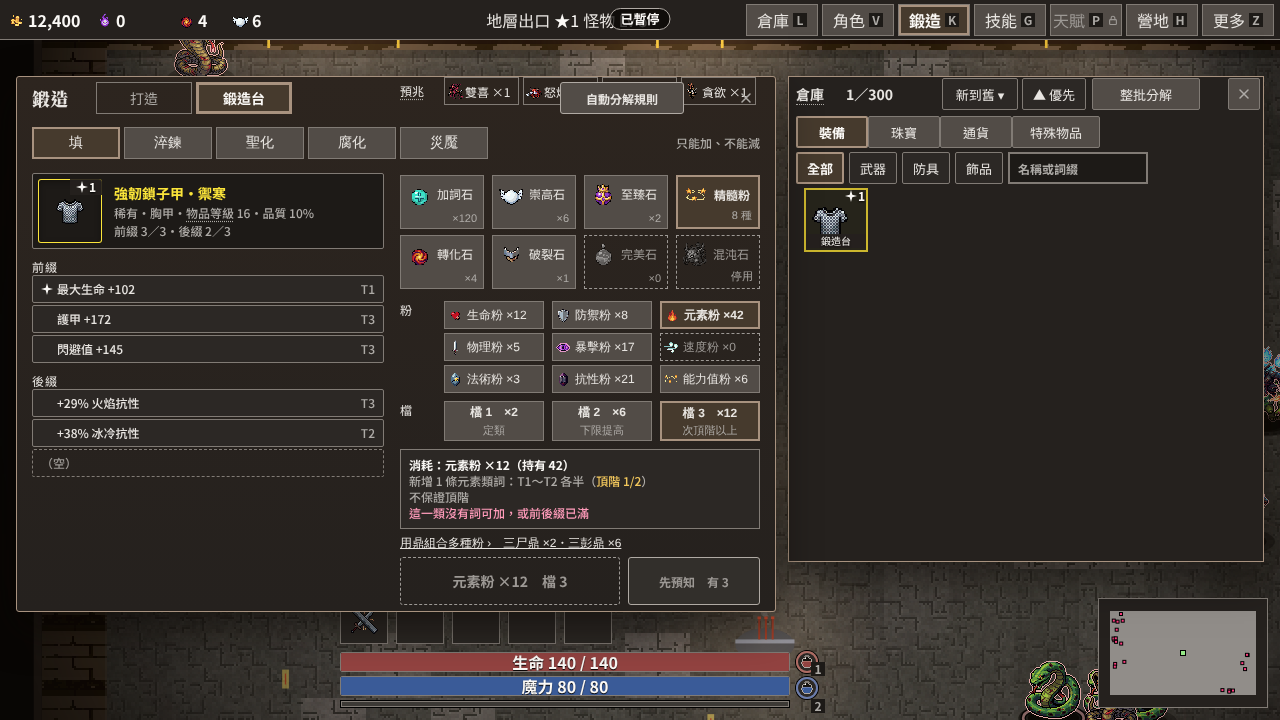 12,400 0 4 6 地層出口 ★1 怪物 已暫停 倉庫 L 角色 V 鍛造 K 技能 G 天賦 P 營地 H 更多 Z
鍛造 打造 鍛造台 預兆 雙喜 ×1 貪欲 ×1 自動分解規則 ×
填 淬鍊 聖化 腐化 災魘 只能加、不能減
1 強韌鎖子甲・禦寒
稀有・胸甲・物品等級 16・品質 10%
前綴 3／3・後綴 2／3
前綴
最大生命 +102 T1
護甲 +172 T3
閃避值 +145 T3
後綴
+29% 火焰抗性 T3
+38% 冰冷抗性 T2
（空）
加詞石 ×120
崇高石 ×6
至臻石 ×2
精髓粉 8 種
轉化石 ×4
破裂石 ×1
完美石 ×0
混沌石 停用
粉 生命粉 ×12 防禦粉 ×8 元素粉 ×42
物理粉 ×5 暴擊粉 ×17 速度粉 ×0
法術粉 ×3 抗性粉 ×21 能力值粉 ×6
檔 檔 1 ×2 檔 2 ×6 檔 3 ×12
定類 下限提高 次頂階以上
消耗：元素粉 ×12（持有 42）
新增 1 條元素類詞：T1～T2 各半（頂階 1/2）
不保證頂階
這一類沒有詞可加，或前後綴已滿
用鼎組合多種粉 › 三尸鼎 ×2・三彭鼎 ×6
元素粉 ×12 檔 3 先預知 有 3
倉庫 1／300 新到舊 ▾ ▲ 優先 整批分解 ×
裝備 珠寶 通貨 特殊物品
全部 武器 防具 飾品 名稱或詞綴
1
鍛造台
生命 140 / 140 1
魔力 80 / 80 2